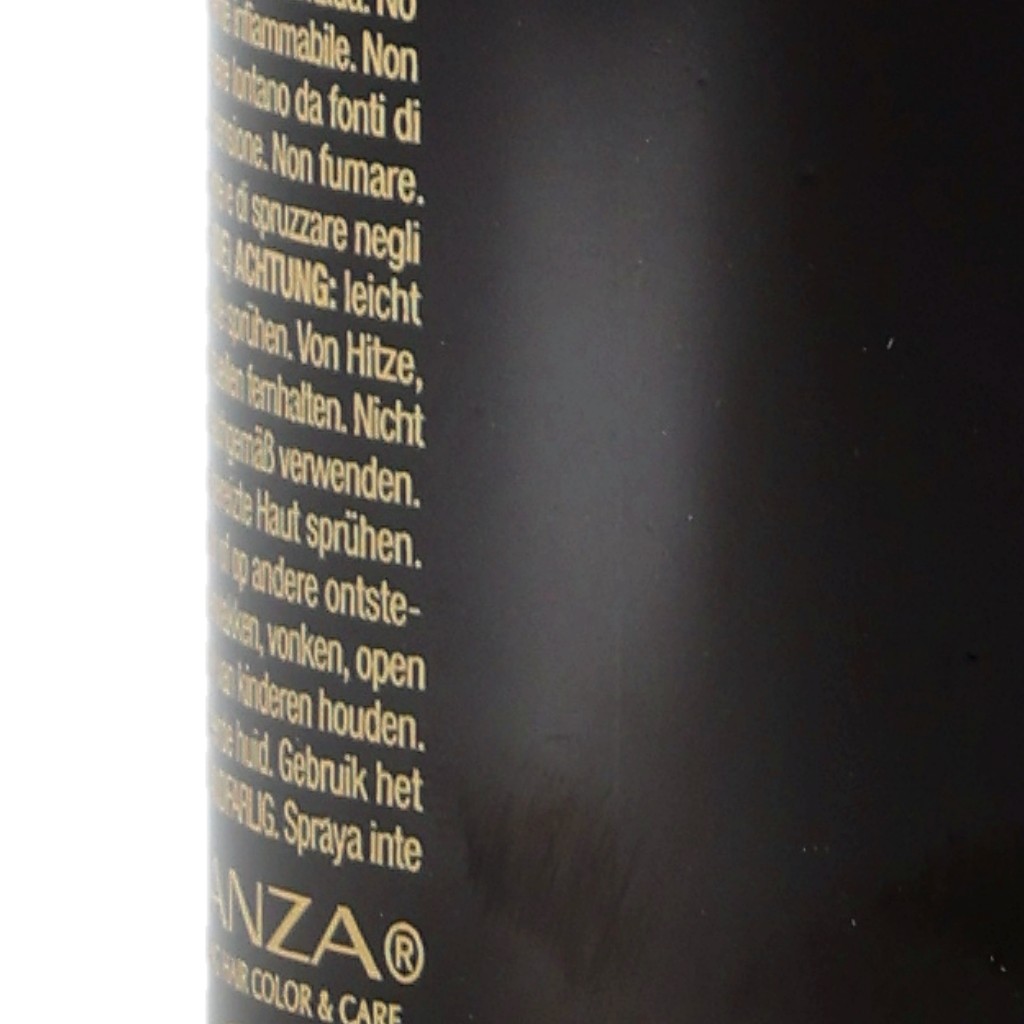 No
infiammabile. Non
lontano da fonti di
Non fumare.
e di spruzzare negli
ACHTUNG: leicht
sprühen. Von Hitze,
fernhalten. Nicht
verwenden.
Haut sprühen.
op andere ontste-
vonken, open
kinderen houden.
huid. Gebruik het
Spraya inte
ANZA®
HAIR COLOR & CARE